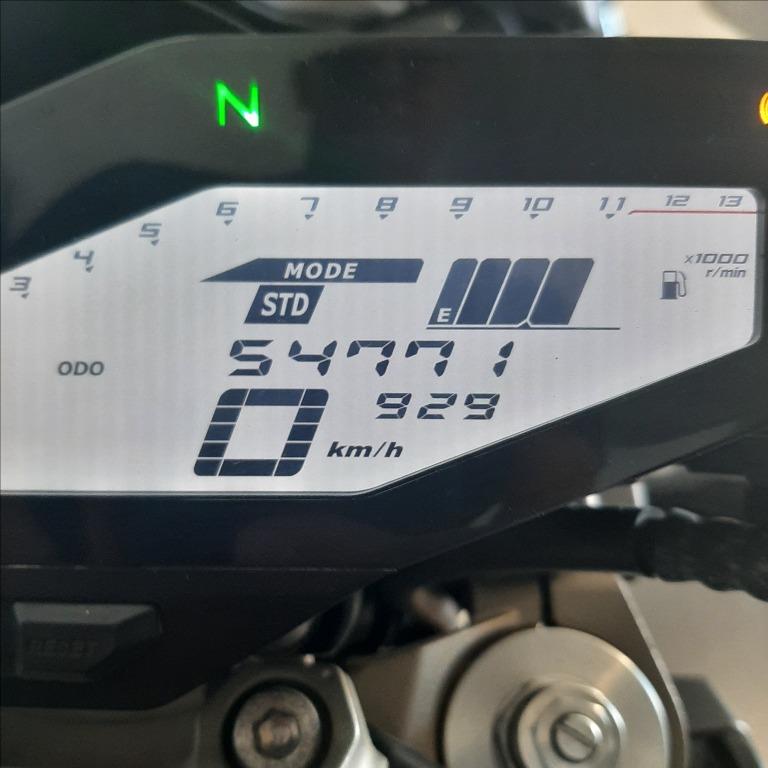 N
3 4 5 6 7 8 9 10 11 12 13
x1000
r/min
MODE
STD
E
ODO 54771
929
0 km/h
RESET